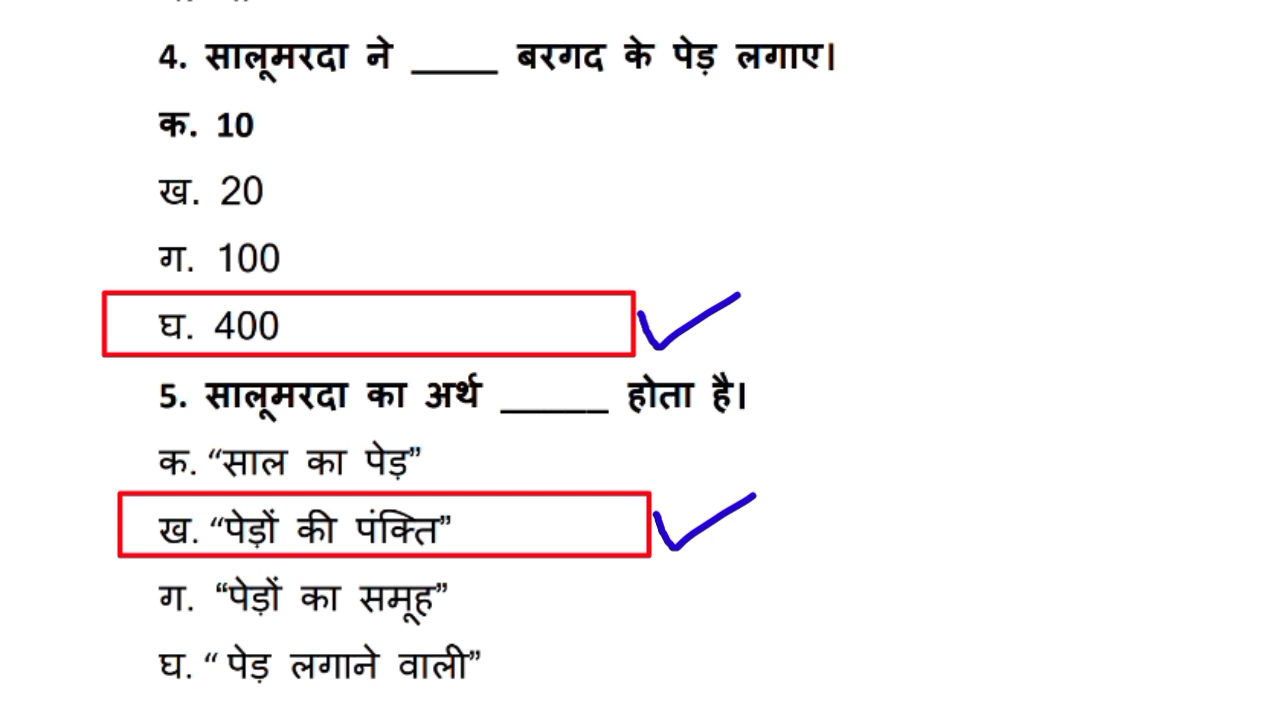 4. सालूमरदा ने _____ बरगद के पेड़ लगाए।
क. 10
ख. 20
ग. 100
घ. 400
5. सालूमरदा का अर्थ ______ होता है।
क. “साल का पेड़”
ख. “पेड़ों की पंक्ति”
ग. “पेड़ों का समूह”
घ. “ पेड़ लगाने वाली”